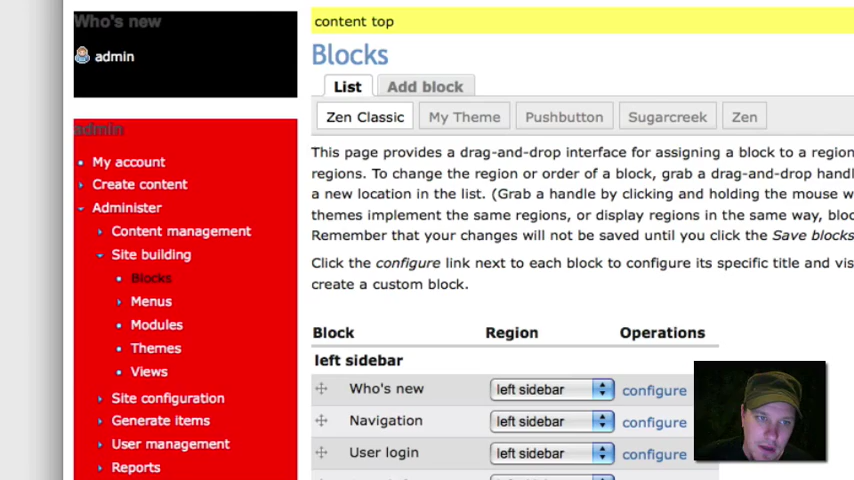 Who's new
admin
admin
My account
Create content
Administer
Content management
Site building
Blocks
Menus
Modules
Themes
Views
Site configuration
Generate items
User management
Reports
content top
Blocks
List Add block
Zen Classic My Theme Pushbutton Sugarcreek Zen
This page provides a drag-and-drop interface for assigning a block to a region
regions. To change the region or order of a block, grab a drag-and-drop
a new location in the list. (Grab a handle by clicking and holding the mouse
themes implement the same regions, or display regions in the same way,
Remember that your changes will not be saved until you click the Save blocks
Click the configure link next to each block to configure its specific title and
create a custom block.
Block Region Operations
left sidebar
Who's new left sidebar configure
Navigation left sidebar configure
User login left sidebar configure